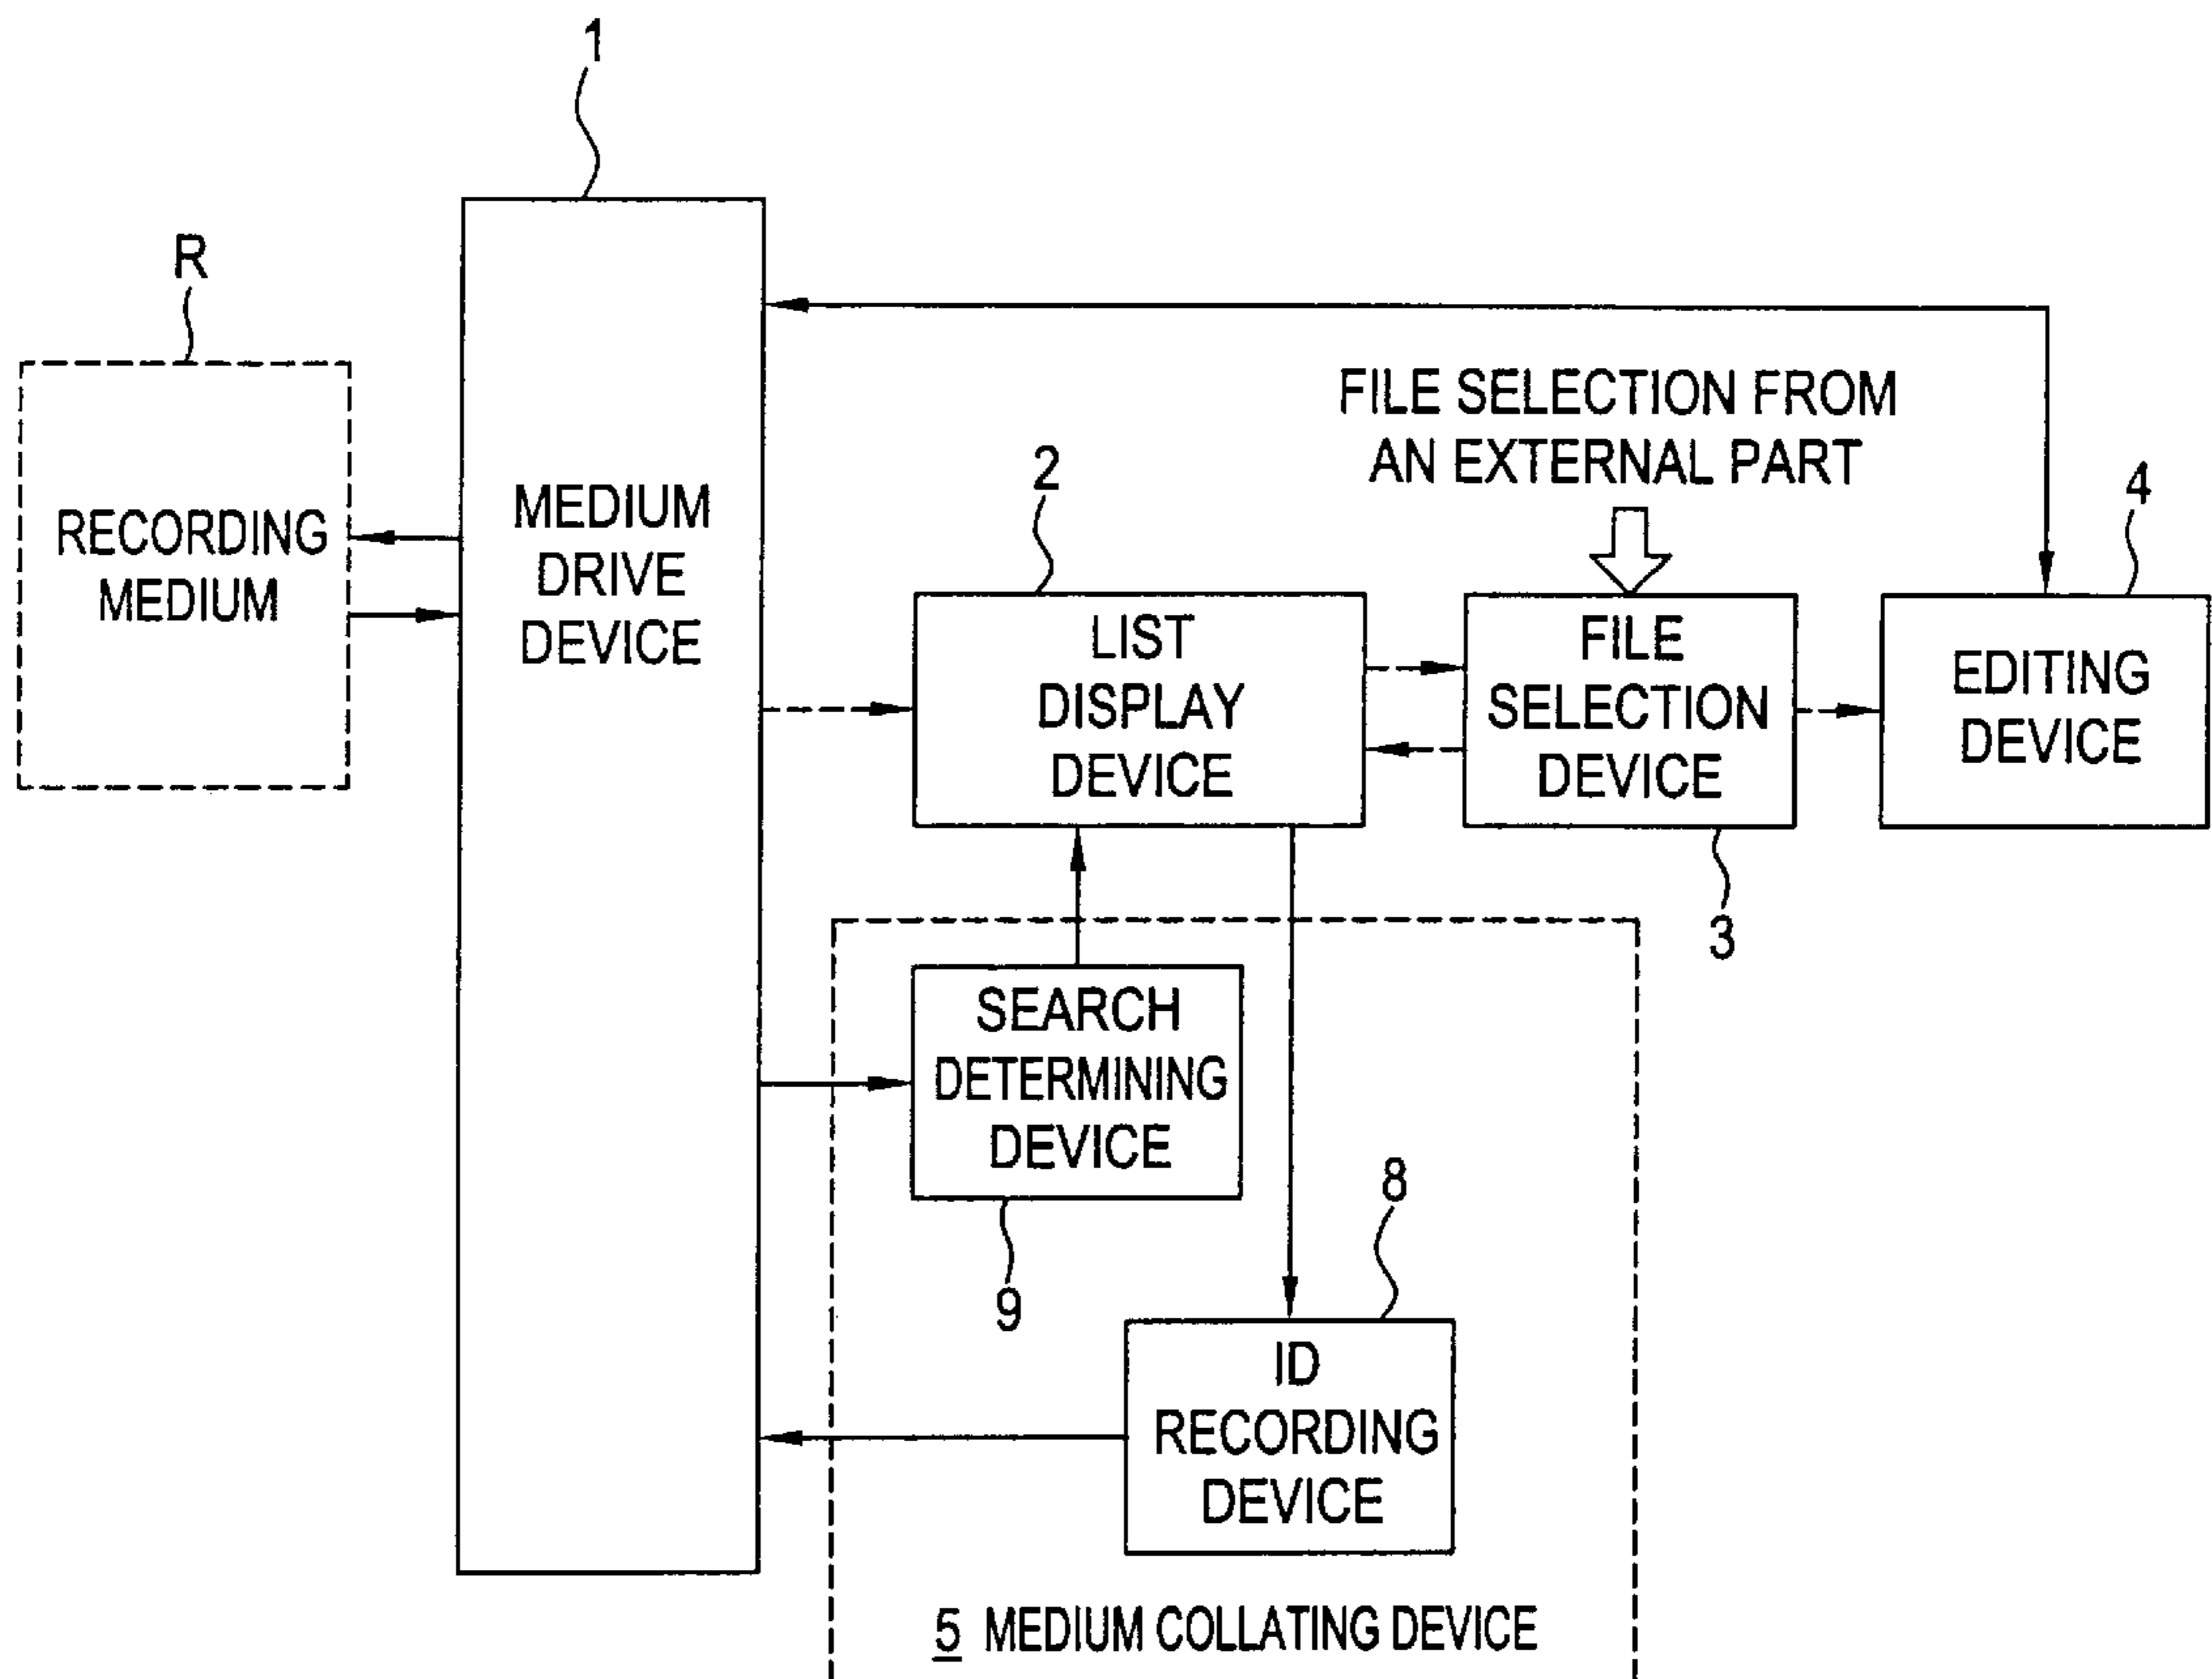 1
R
RECORDING
MEDIUM
MEDIUM
DRIVE
DEVICE
FILE SELECTION FROM
AN EXTERNAL PART
2
LIST
DISPLAY
DEVICE
FILE
SELECTION
DEVICE
3
4
EDITING
DEVICE
SEARCH
DETERMINING
DEVICE
9
8
ID
RECORDING
DEVICE
5 MEDIUM COLLATING DEVICE